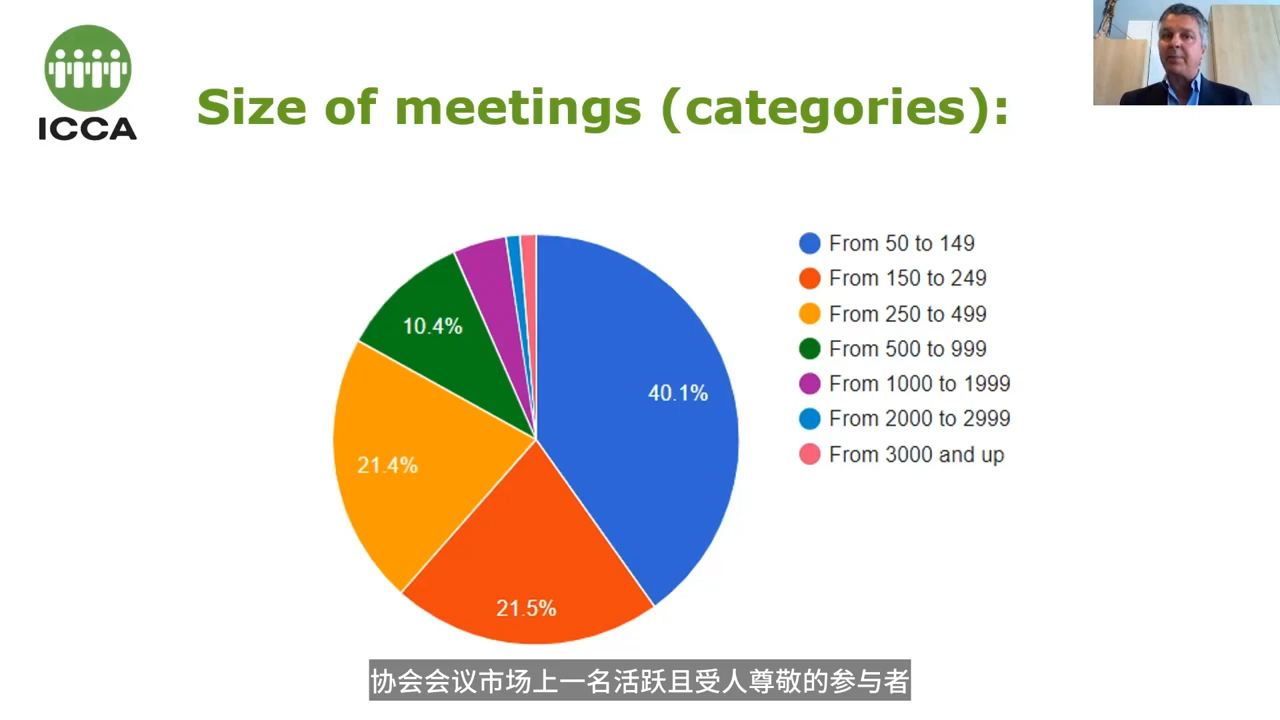 ICCA
Size of meetings (categories):
From 50 to 149
From 150 to 249
From 250 to 499
From 500 to 999
From 1000 to 1999
From 2000 to 2999
From 3000 and up
10.4%
40.1%
21.4%
21.5%
协会会议市场上一名活跃且受人尊敬的参与者